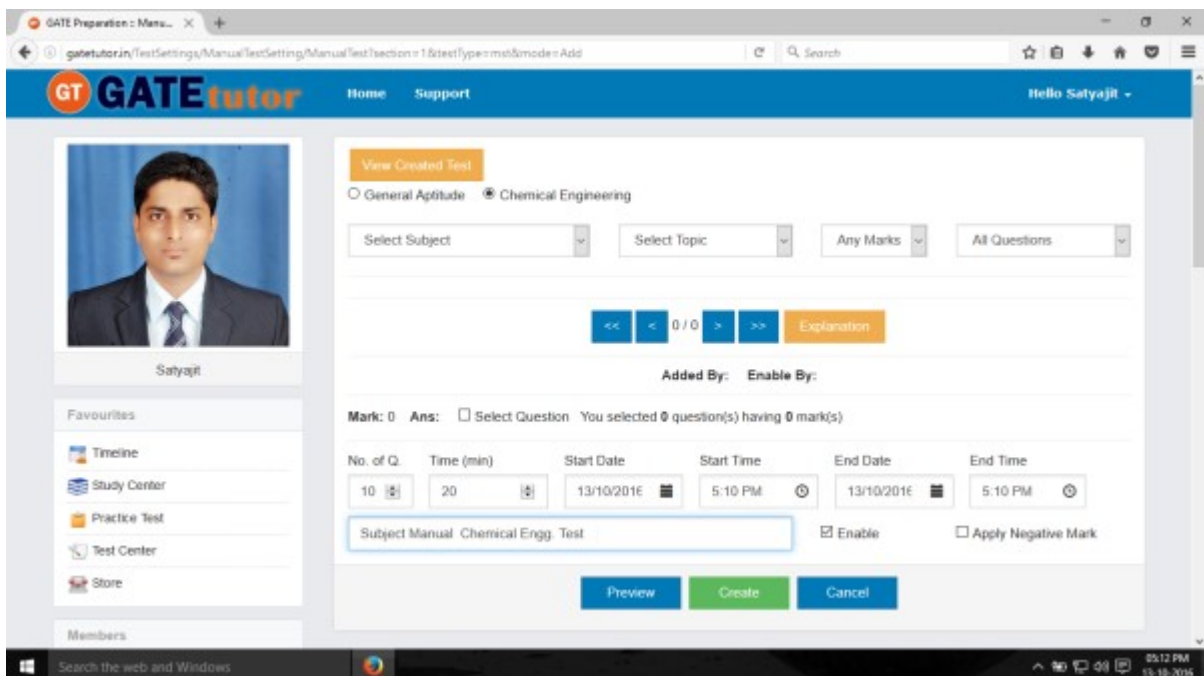 GATE Preparation :: Manu...
gatetutor.in/TestSettings/ManualTestSetting/ManualTest?section=1&testType=mst&mode=Add
Search
GT GATEtutor
Home Support
Hello Satyajit
View Created Test
General Aptitude Chemical Engineering
Select Subject Select Topic Any Marks All Questions
<< < 0 / 0 > >> Explanation
Added By: Enable By:
Mark: 0 Ans: Select Question You selected 0 question(s) having 0 mark(s)
No. of Q. Time (min) Start Date Start Time End Date End Time
10 20 13/10/2016 5:10 PM 13/10/2016 5:10 PM
Subject Manual Chemical Engg. Test Enable Apply Negative Mark
Preview Create Cancel
Satyajit
Favourites
Timeline
Study Center
Practice Test
Test Center
Store
Members
Search the web and Windows
05:12 PM
13-10-2016